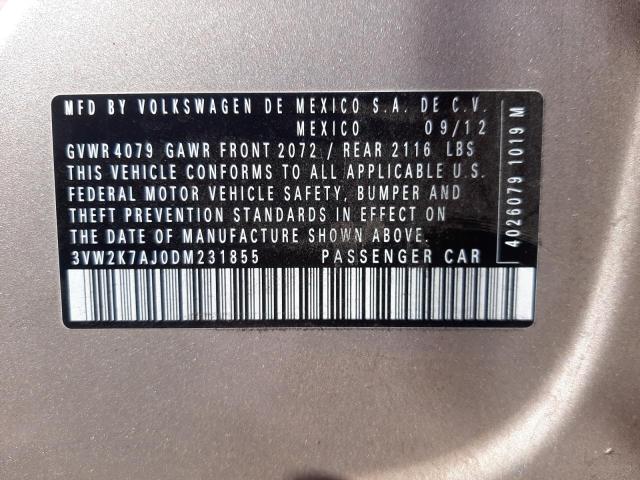 MFD BY VOLKSWAGEN DE MEXICO S.A. DE C.V.
MEXICO 09/12
GVWR 4079 GAWR FRONT 2072 / REAR 2116 LBS
THIS VEHICLE CONFORMS TO ALL APPLICABLE U.S.
FEDERAL MOTOR VEHICLE SAFETY, BUMPER AND
THEFT PREVENTION STANDARDS IN EFFECT ON
THE DATE OF MANUFACTURE SHOWN ABOVE.
3VW2K7AJ0DM231855 PASSENGER CAR
4026079 1019 M